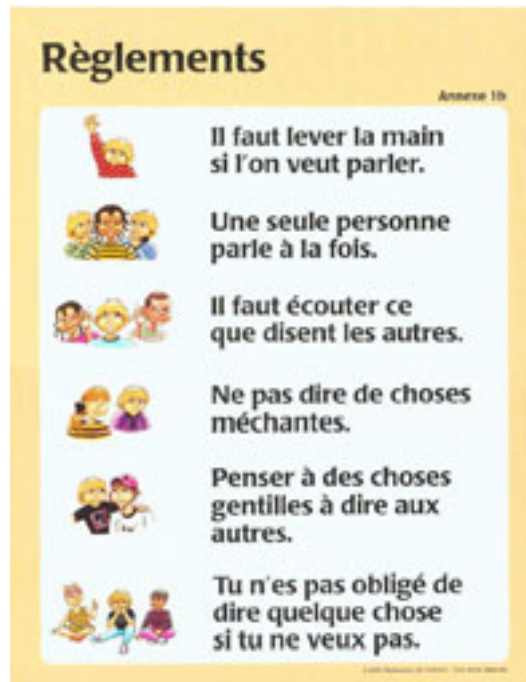 Règlements
Annexe 1b
Il faut lever la main
si l'on veut parler.
Une seule personne
parle à la fois.
Il faut écouter ce
que disent les autres.
Ne pas dire de choses
méchantes.
Penser à des choses
gentilles à dire aux
autres.
Tu n'es pas obligé de
dire quelque chose
si tu ne veux pas.